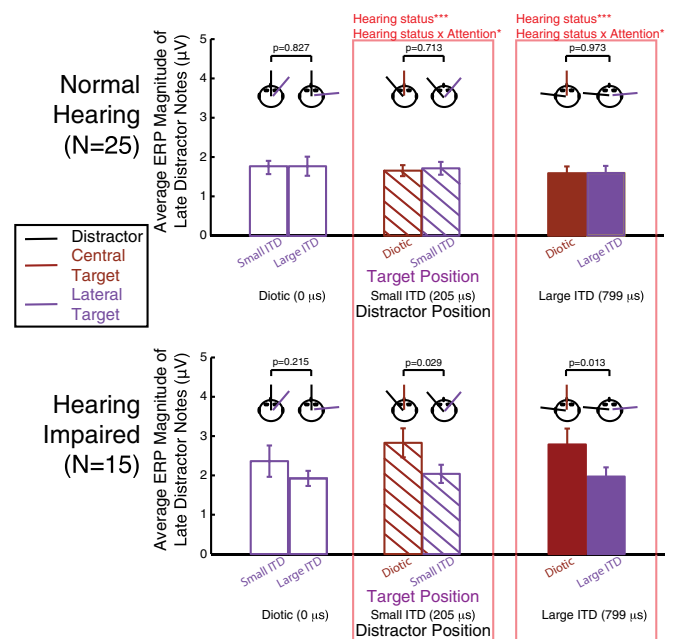 Hearing status***
Hearing status x Attention*
Hearing status***
Hearing status x Attention*
Normal
Hearing
(N=25)
Average ERP Magnitude of
Late Distractor Notes (µV)
5
4
3
2
1
0
p=0.827
p=0.713
p=0.973
Small ITD
Large ITD
Diotic
Small ITD
Diotic
Large ITD
Target Position
Diotic (0 µs)
Small ITD (205 µs)
Large ITD (799 µs)
Distractor Position
Distractor
Central
Target
Lateral
Target
Hearing
Impaired
(N=15)
Average ERP Magnitude of
Late Distractor Notes (µV)
5
4
3
2
1
0
p=0.215
p=0.029
p=0.013
Small ITD
Large ITD
Diotic
Small ITD
Diotic
Large ITD
Target Position
Diotic (0 µs)
Small ITD (205 µs)
Large ITD (799 µs)
Distractor Position